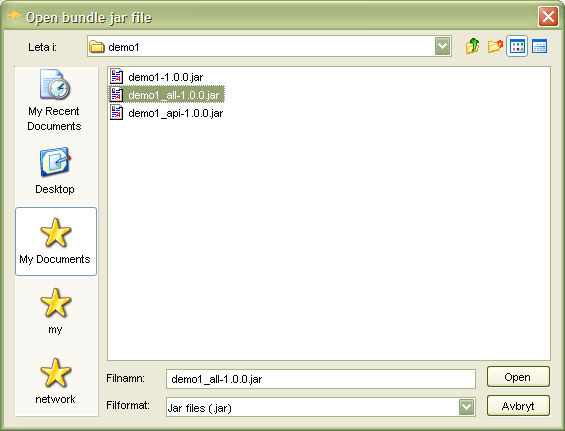 Open bundle jar file
Leta i:
demo1
My Recent
Documents
Desktop
My Documents
my
network
demo1-1.0.0.jar
demo1_all-1.0.0.jar
demo1_api-1.0.0.jar
Filnamn:
demo1_all-1.0.0.jar
Open
Filformat:
Jar files (.jar)
Avbryt